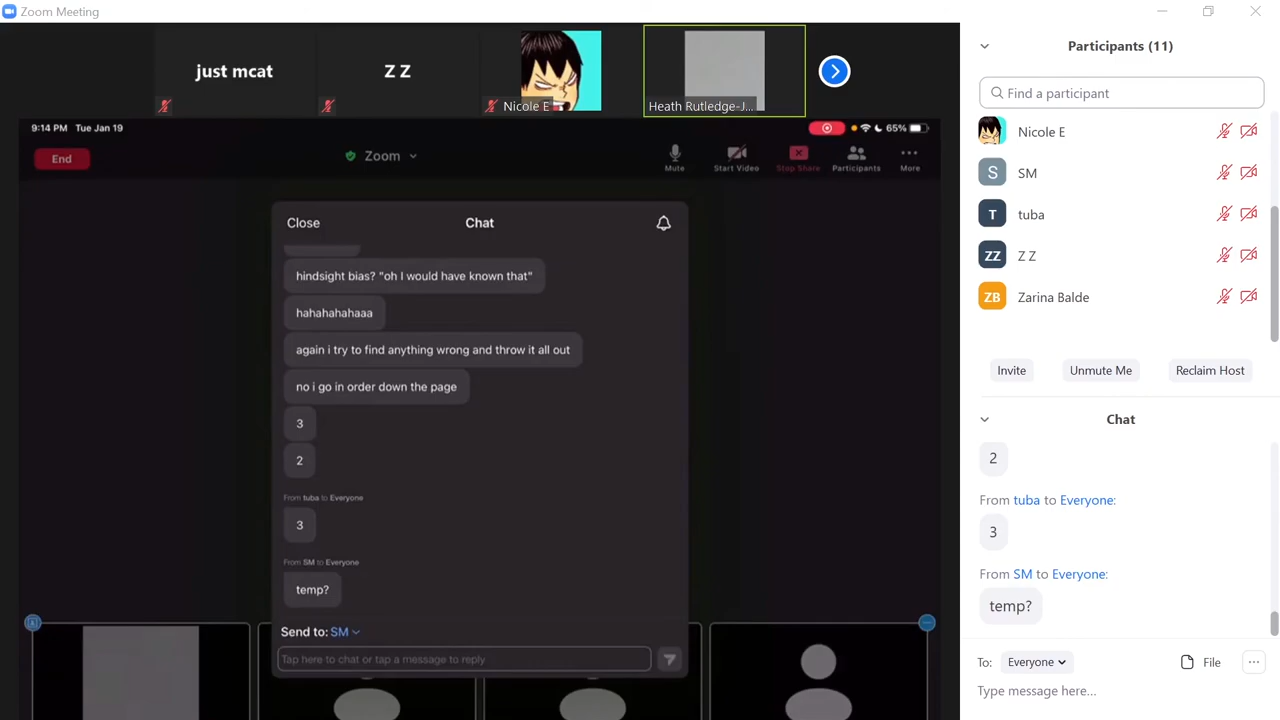 Zoom Meeting
just mcat
Z Z
Nicole E
Heath Rutledge-J...
9:14 PM Tue Jan 19
65%
End
Zoom
Mute
Start Video
Stop Share
Participants
More
Close
Chat
hindsight bias? "oh I would have known that"
hahahahahaaa
again i try to find anything wrong and throw it all out
no i go in order down the page
3
2
From tuba to Everyone
3
From SM to Everyone
temp?
Send to: SM
Tap here to chat or tap a message to reply
Participants (11)
Find a participant
Nicole E
S SM
T tuba
ZZ Z Z
ZB Zarina Balde
Invite
Unmute Me
Reclaim Host
Chat
2
From tuba to Everyone:
3
From SM to Everyone:
temp?
To: Everyone
File
Type message here...